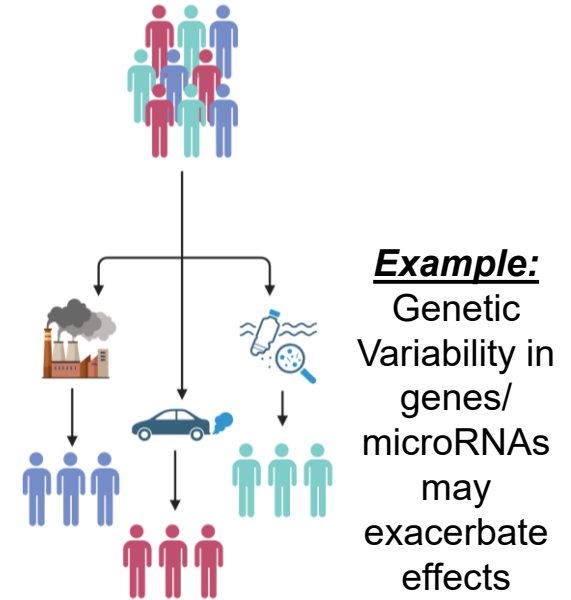 Example:
Genetic
Variability in
genes/
microRNAs
may
exacerbate
effects